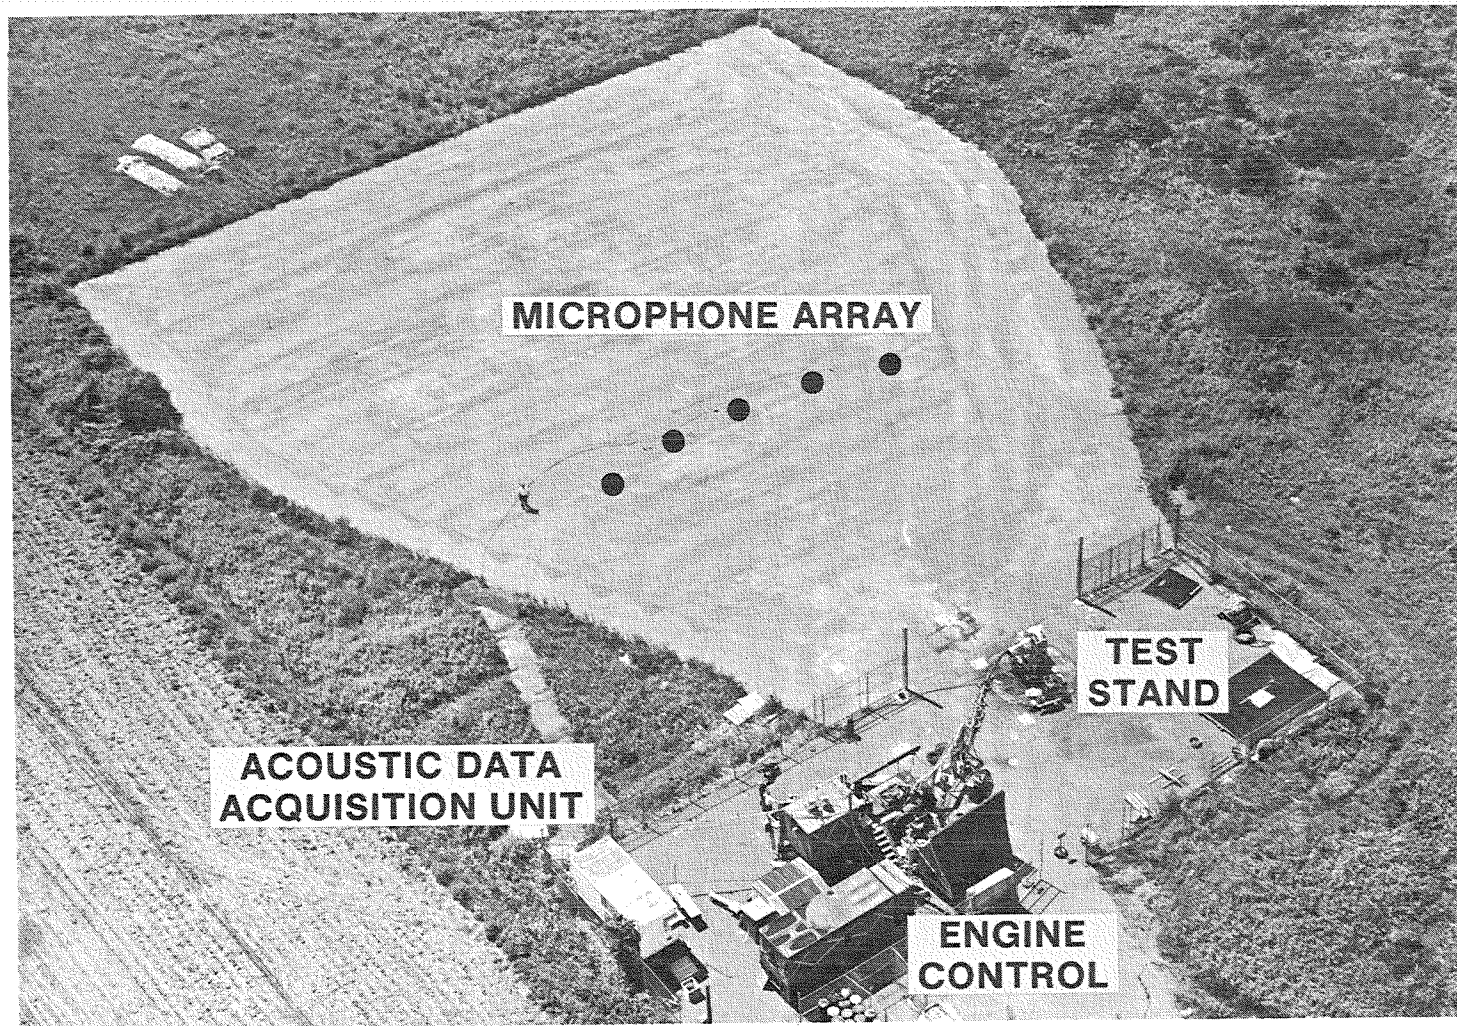 MICROPHONE ARRAY
TEST
STAND
ACOUSTIC DATA
ACQUISITION UNIT
ENGINE
CONTROL